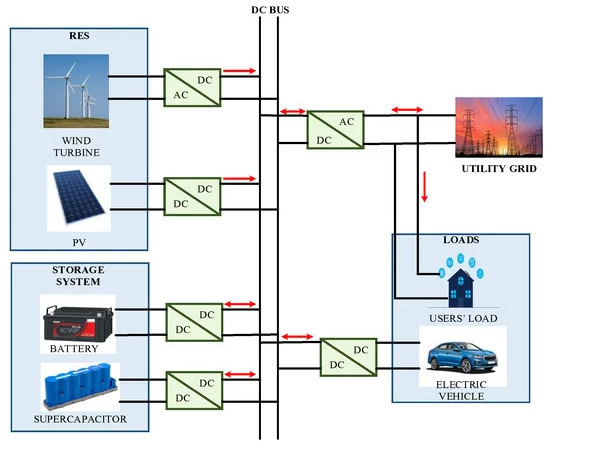 DC BUS
RES
DC
AC
WIND
TURBINE
DC
DC
PV
AC
DC
UTILITY GRID
STORAGE
SYSTEM
DC
DC
BATTERY
DC
DC
SUPERCAPACITOR
LOADS
USERS' LOAD
DC
DC
ELECTRIC
VEHICLE